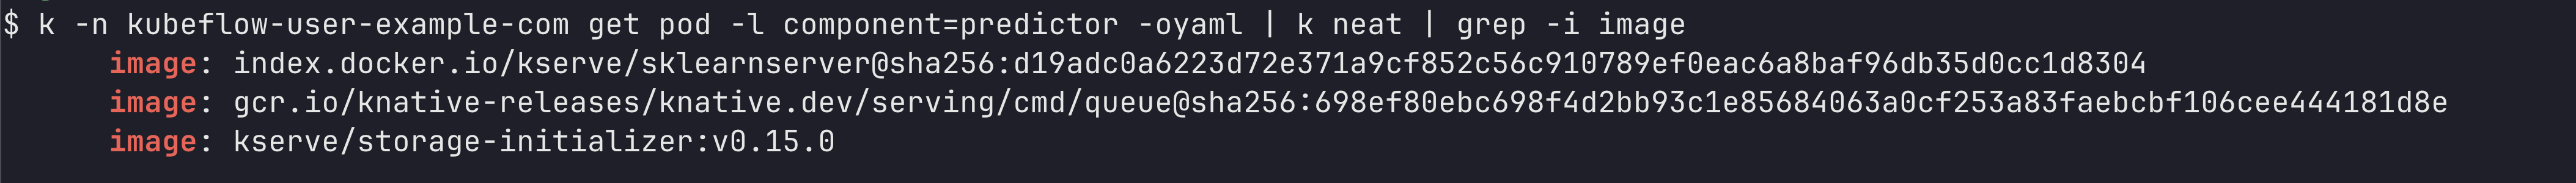 $ k -n kubeflow-user-example-com get pod -l component=predictor -oyaml | k neat | grep -i image
image: index.docker.io/kserve/sklearnserver@sha256:d19adc0a6223d72e371a9cf852c56c910789ef0eac6a8baf96db35d0cc1d8304
image: gcr.io/knative-releases/knative.dev/serving/cmd/queue@sha256:698ef80ebc698f4d2bb93c1e85684063a0cf253a83faebcbf106cee444181d8e
image: kserve/storage-initializer:v0.15.0